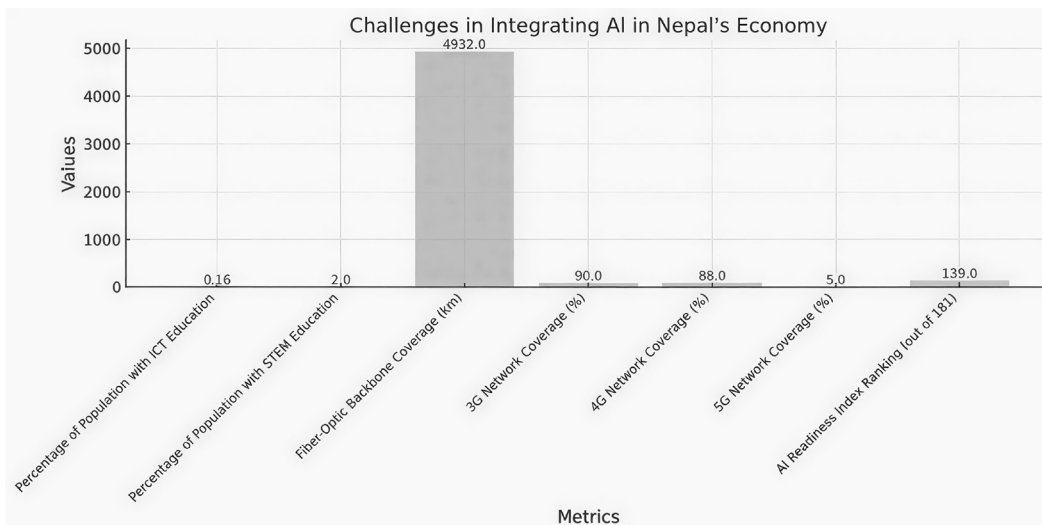 Challenges in Integrating AI in Nepal's Economy
4932.0
5000
4000
3000
2000
1000
0
Vaiues
0.16
2.0
90.0
88.0
5.0
139.0
Percentage of Population with ICT Education
Percentage of Population with STEM Education
Fiber-Optic Backbone Coverage (km)
3G Network Coverage (%)
4G Network Coverage (%)
5G Network Coverage (%)
AI Readiness Index Ranking (out of 181)
Metrics